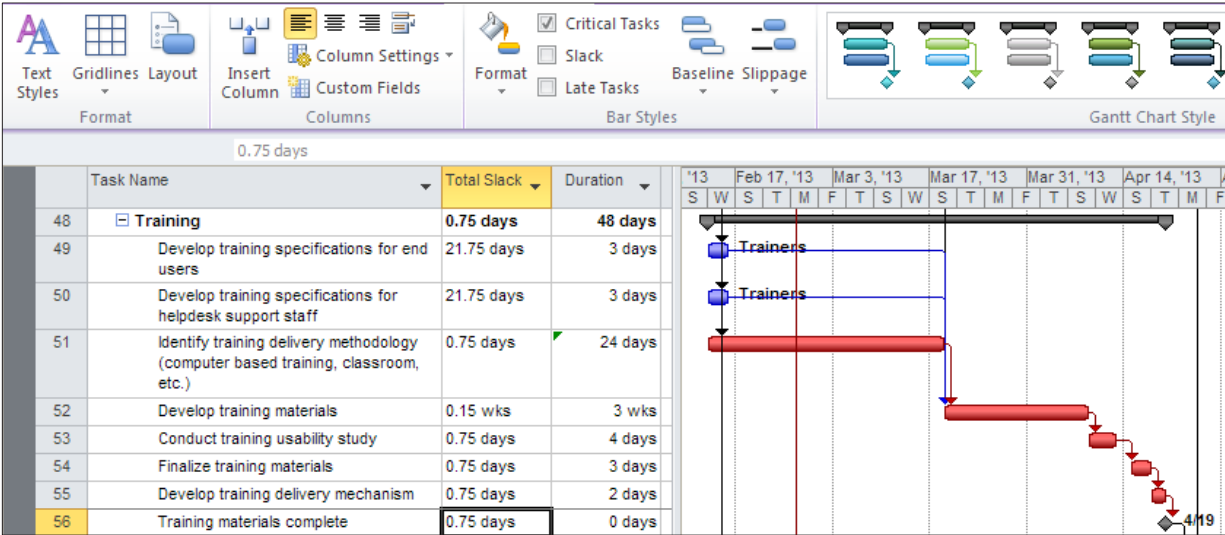 Text Styles
Gridlines
Layout
Format
Insert Column
Column Settings
Custom Fields
Columns
Format
Critical Tasks
Slack
Late Tasks
Baseline
Slippage
Bar Styles
Gantt Chart Style
0.75 days
Task Name Total Slack Duration
'13 Feb 17, '13 Mar 3, '13 Mar 17, '13 Mar 31, '13 Apr 14, '13
S W S T M F T S W S T M F T S W S T M F
48 Training 0.75 days 48 days
49 Develop training specifications for end 21.75 days 3 days Trainers
users
50 Develop training specifications for 21.75 days 3 days Trainers
helpdesk support staff
51 Identify training delivery methodology 0.75 days 24 days
(computer based training, classroom,
etc.)
52 Develop training materials 0.15 wks 3 wks
53 Conduct training usability study 0.75 days 4 days
54 Finalize training materials 0.75 days 3 days
55 Develop training delivery mechanism 0.75 days 2 days
56 Training materials complete 0.75 days 0 days 4/19